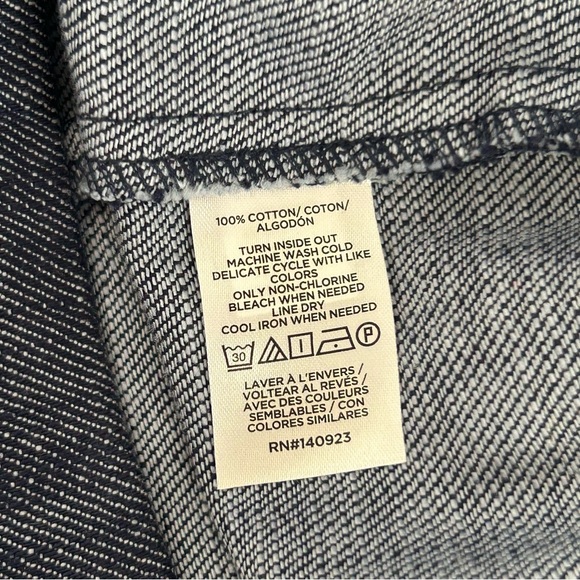 100% COTTON/ COTON/
ALGODÓN
TURN INSIDE OUT
MACHINE WASH COLD
DELICATE CYCLE WITH LIKE
COLORS
ONLY NON-CHLORINE
BLEACH WHEN NEEDED
LINE DRY
COOL IRON WHEN NEEDED
30 P
LAVER À L'ENVERS /
VOLTEAR AL REVÉS /
AVEC DES COULEURS
SEMBLABLES / CON
COLORES SIMILARES
RN#140923